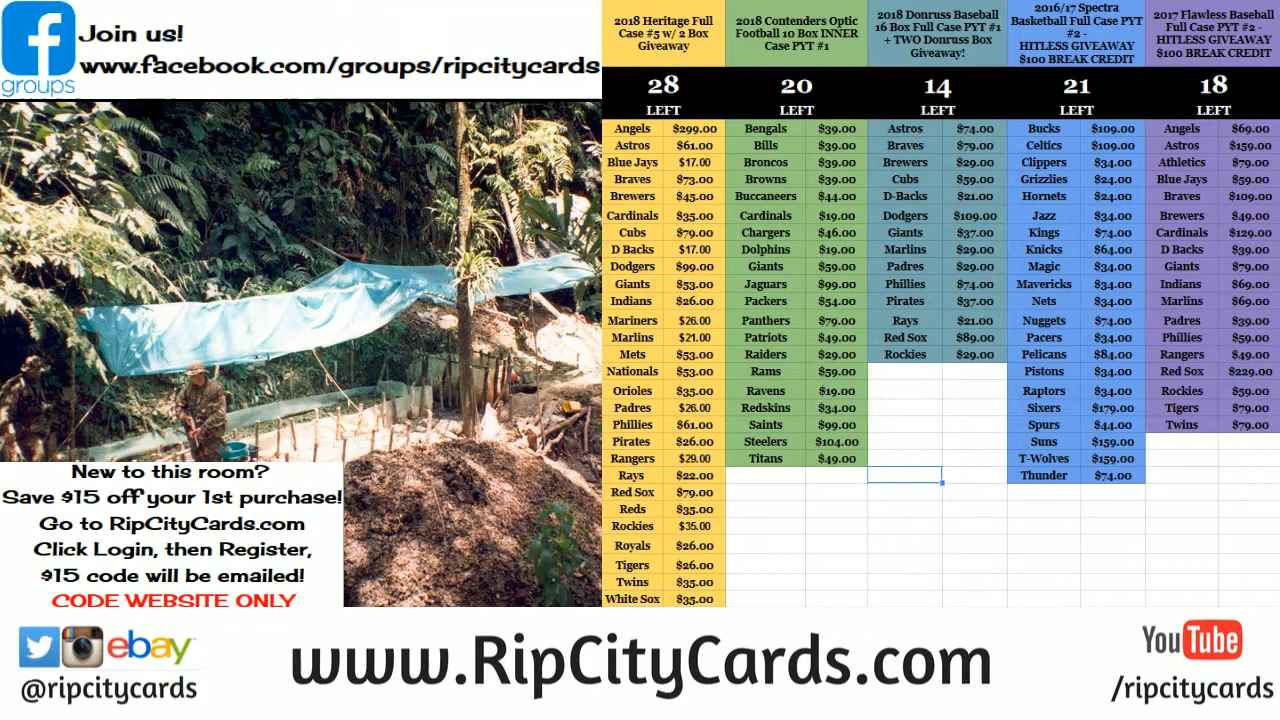 groups
Join us!
www.facebook.com/groups/ripcitycards
New to this room?
Save $15 off your 1st purchase!
Go to RipCityCards.com
Click Login, then Register,
$15 code will be emailed!
CODE WEBSITE ONLY
2018 Heritage Full
Case #5 w/ 2 Box
Giveaway
28
LEFT
Angels $299.00
Astros $61.00
Blue Jays $17.00
Braves $73.00
Brewers $45.00
Cardinals $35.00
Cubs $79.00
D Backs $17.00
Dodgers $99.00
Giants $53.00
Indians $26.00
Mariners $26.00
Marlins $21.00
Mets $53.00
Nationals $53.00
Orioles $35.00
Padres $26.00
Phillies $61.00
Pirates $26.00
Rangers $29.00
Rays $22.00
Red Sox $79.00
Reds $35.00
Rockies $35.00
Royals $26.00
Tigers $26.00
Twins $35.00
White Sox $35.00
2018 Contenders Optic
Football 10 Box INNER
Case PYT #1
20
LEFT
Bengals $39.00
Bills $39.00
Broncos $39.00
Browns $39.00
Buccaneers $44.00
Cardinals $19.00
Chargers $46.00
Dolphins $19.00
Giants $59.00
Jaguars $99.00
Packers $54.00
Panthers $79.00
Patriots $49.00
Raiders $29.00
Rams $59.00
Ravens $19.00
Redskins $34.00
Saints $99.00
Steelers $104.00
Titans $49.00
2018 Donruss Baseball
16 Box Full Case PYT #1
+ TWO Donruss Box
Giveaway!
14
LEFT
Astros $74.00
Braves $79.00
Brewers $29.00
Cubs $59.00
D-Backs $21.00
Dodgers $109.00
Giants $37.00
Marlins $29.00
Padres $29.00
Phillies $74.00
Pirates $37.00
Rays $21.00
Red Sox $89.00
Rockies $29.00
2016/17 Spectra
Basketball Full Case PYT
#2 -
HITLESS GIVEAWAY
$100 BREAK CREDIT
21
LEFT
Bucks $109.00
Celtics $109.00
Clippers $34.00
Grizzlies $24.00
Hornets $24.00
Jazz $34.00
Kings $74.00
Knicks $64.00
Magic $34.00
Mavericks $34.00
Nets $34.00
Nuggets $74.00
Pacers $34.00
Pelicans $84.00
Pistons $34.00
Raptors $34.00
Sixers $179.00
Spurs $44.00
Suns $159.00
T-Wolves $159.00
Thunder $74.00
2017 Flawless Baseball
Full Case PYT #2 -
HITLESS GIVEAWAY
$100 BREAK CREDIT
18
LEFT
Angels $69.00
Astros $159.00
Athletics $79.00
Blue Jays $59.00
Braves $109.00
Brewers $49.00
Cardinals $129.00
D Backs $39.00
Giants $79.00
Indians $69.00
Marlins $69.00
Padres $39.00
Phillies $59.00
Rangers $49.00
Red Sox $229.00
Rockies $59.00
Tigers $79.00
Twins $79.00
ebay
@ripcitycards
www.RipCityCards.com
YouTube
/ripcitycards